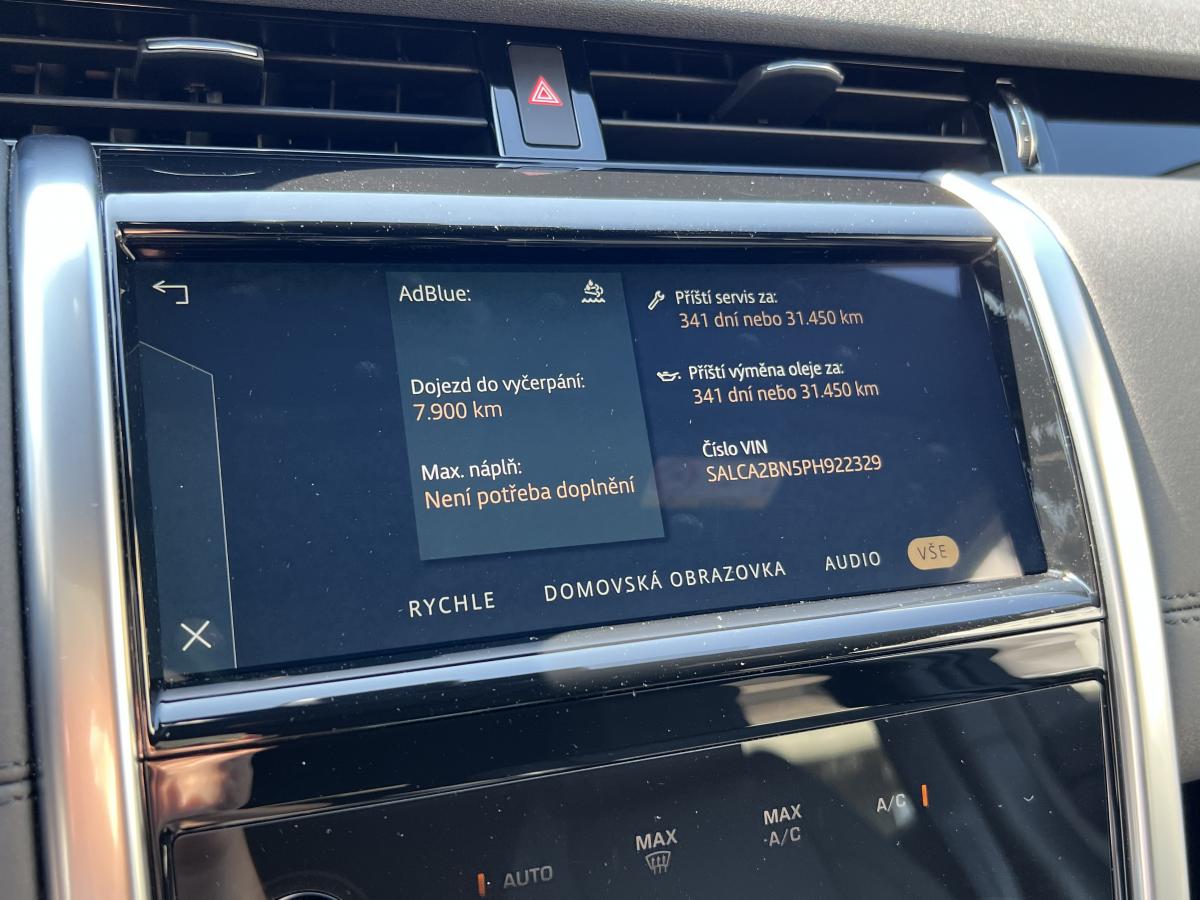 AdBlue:
Dojezd do vyčerpání:
7.900 km
Max. náplň:
Není potřeba doplnění
Příští servis za:
341 dní nebo 31.450 km
Příští výměna oleje za:
341 dní nebo 31.450 km
Číslo VIN
SALCA2BN5PH922329
RYCHLE
DOMOVSKÁ OBRAZOVKA
AUDIO
VŠE
AUTO
MAX
MAX
A/C
A/C